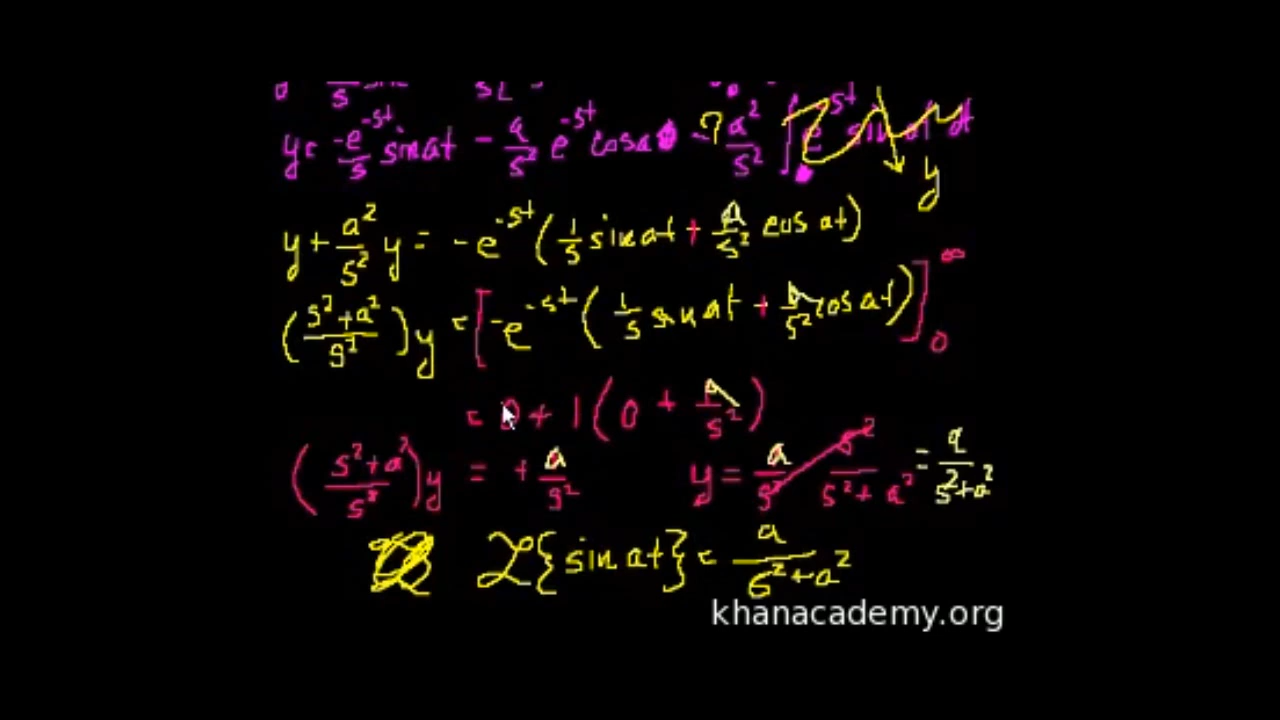 y = -e^{-st}/s sin at - a/s² e^{-st} cos a - ? a²/s² ∫ e^{-st} sin at dt
y
y + a²/s² y = -e^{-st} (1/s sin at + a/s² cos at)
(s²+a²/s²) y = [-e^{-st} (1/s sin at + a/s² cos at)]₀^∞
= 0 + 1 (0 + a/s²)
(s²+a²/s²) y = + a/s² y = a/s² s²/s²+a² = a/s²+a²
ℒ{sin at} = a/s²+a²
khanacademy.org